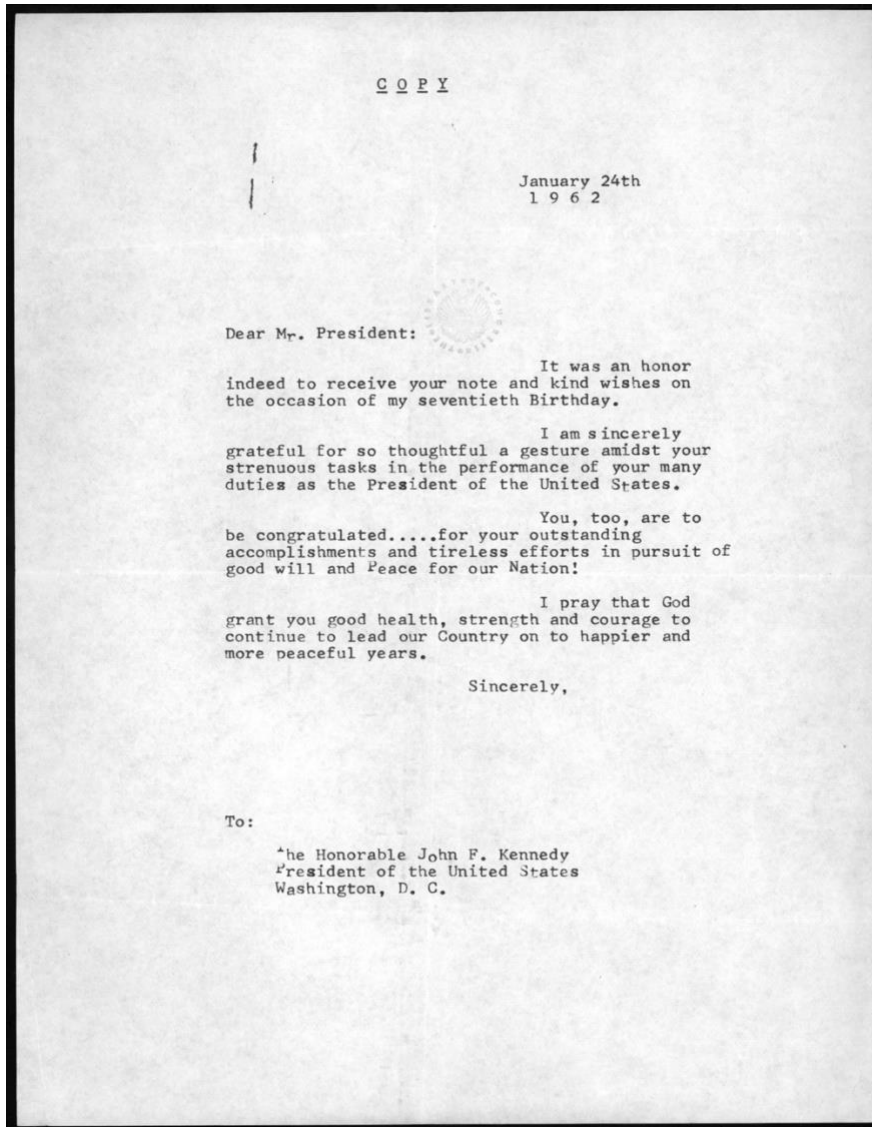 C O P Y
January 24th
1 9 6 2
Dear Mr. President:
It was an honor
indeed to receive your note and kind wishes on
the occasion of my seventieth Birthday.
I am sincerely
grateful for so thoughtful a gesture amidst your
strenuous tasks in the performance of your many
duties as the President of the United States.
You, too, are to
be congratulated.....for your outstanding
accomplishments and tireless efforts in pursuit of
good will and Peace for our Nation!
I pray that God
grant you good health, strength and courage to
continue to lead our Country on to happier and
more peaceful years.
Sincerely,
To:
The Honorable John F. Kennedy
President of the United States
Washington, D. C.